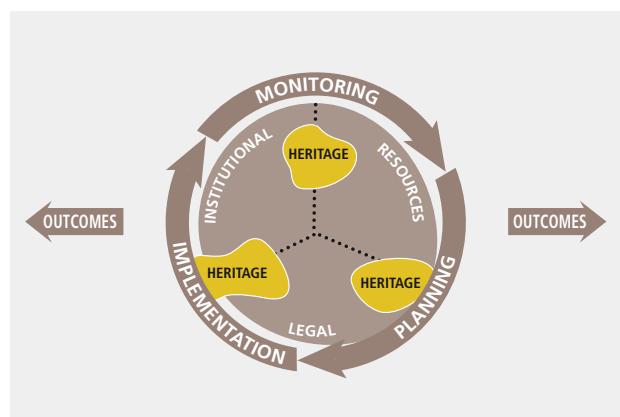 MONITORING
INSTITUTIONAL
HERITAGE
RESOURCES
OUTCOMES
OUTCOMES
HERITAGE
HERITAGE
IMPLEMENTATION
LEGAL
PLANNING